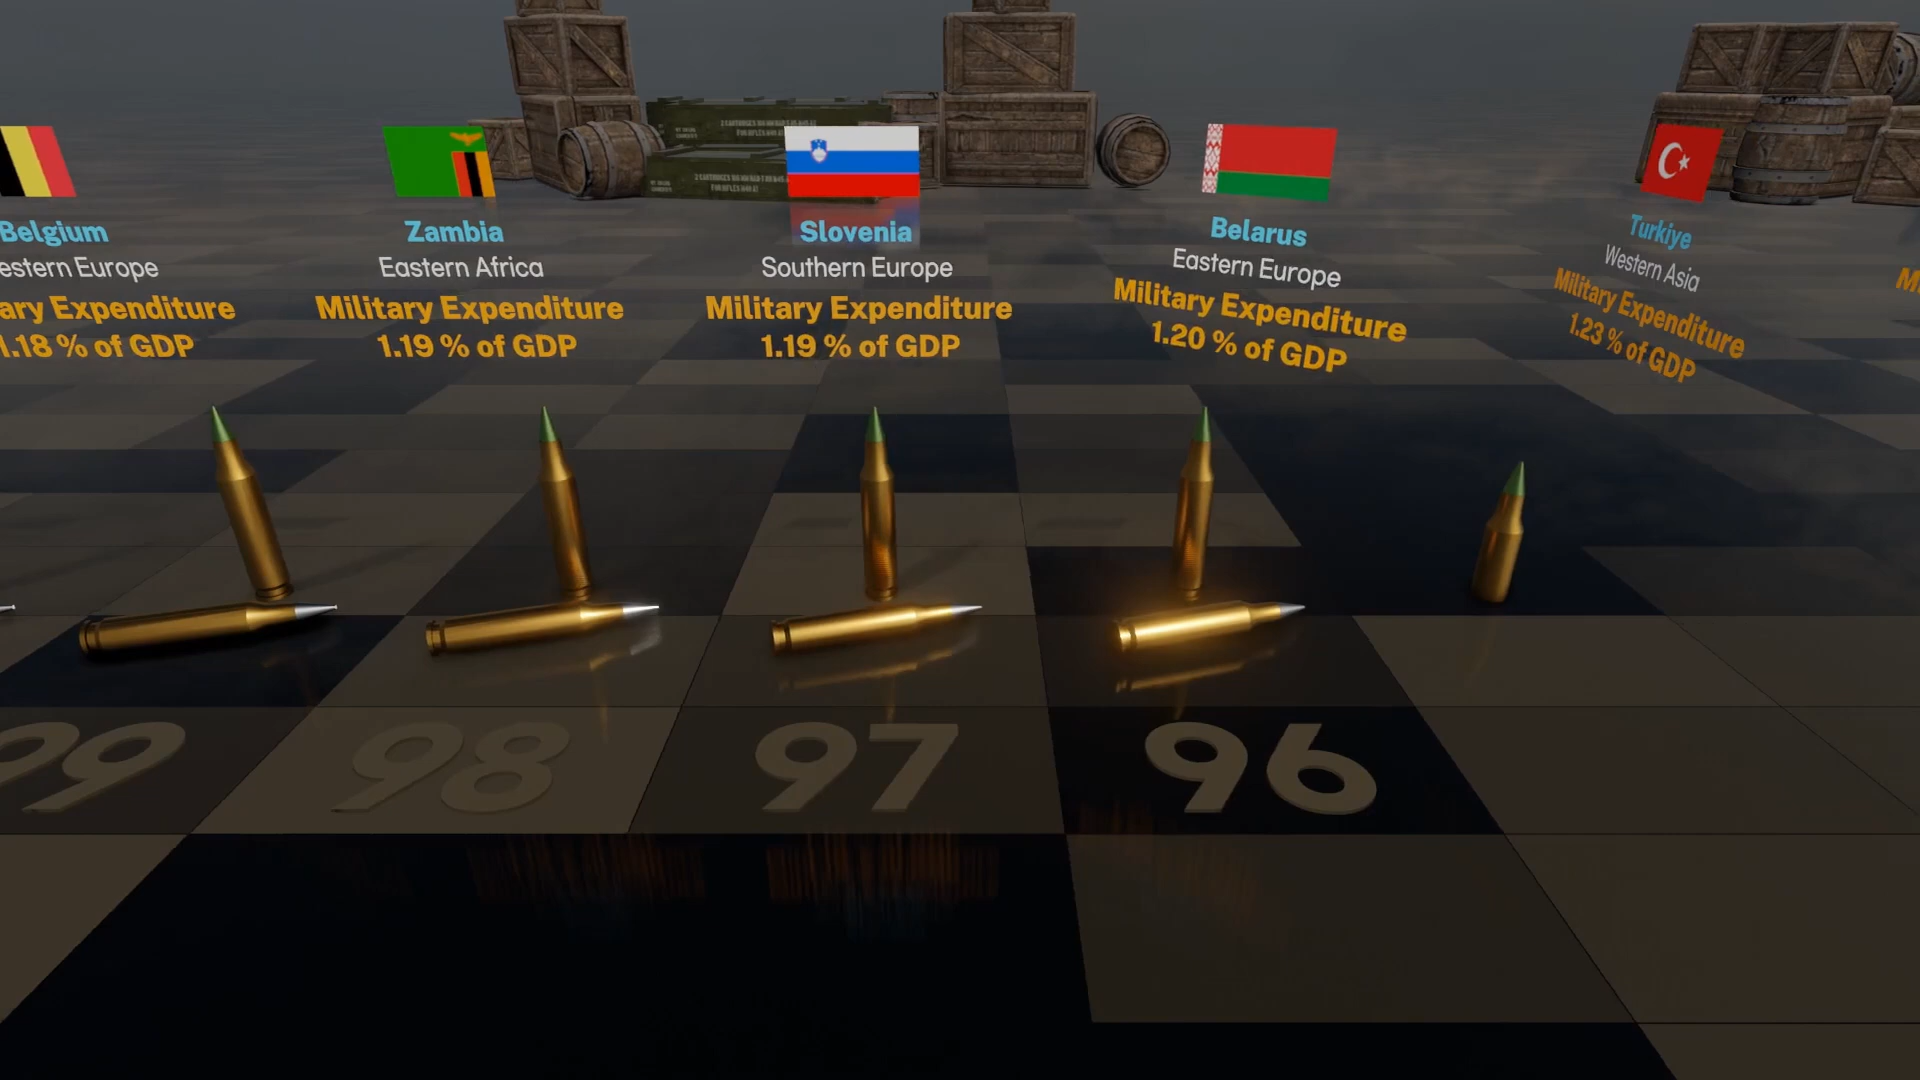 Belgium
estern Europe
ary Expenditure
1.18 % of GDP
Zambia
Eastern Africa
Military Expenditure
1.19 % of GDP
Slovenia
Southern Europe
Military Expenditure
1.19 % of GDP
Belarus
Eastern Europe
Military Expenditure
1.20 % of GDP
Turkiye
Western Asia
Military Expenditure
1.23 % of GDP
M
99
98
97
96